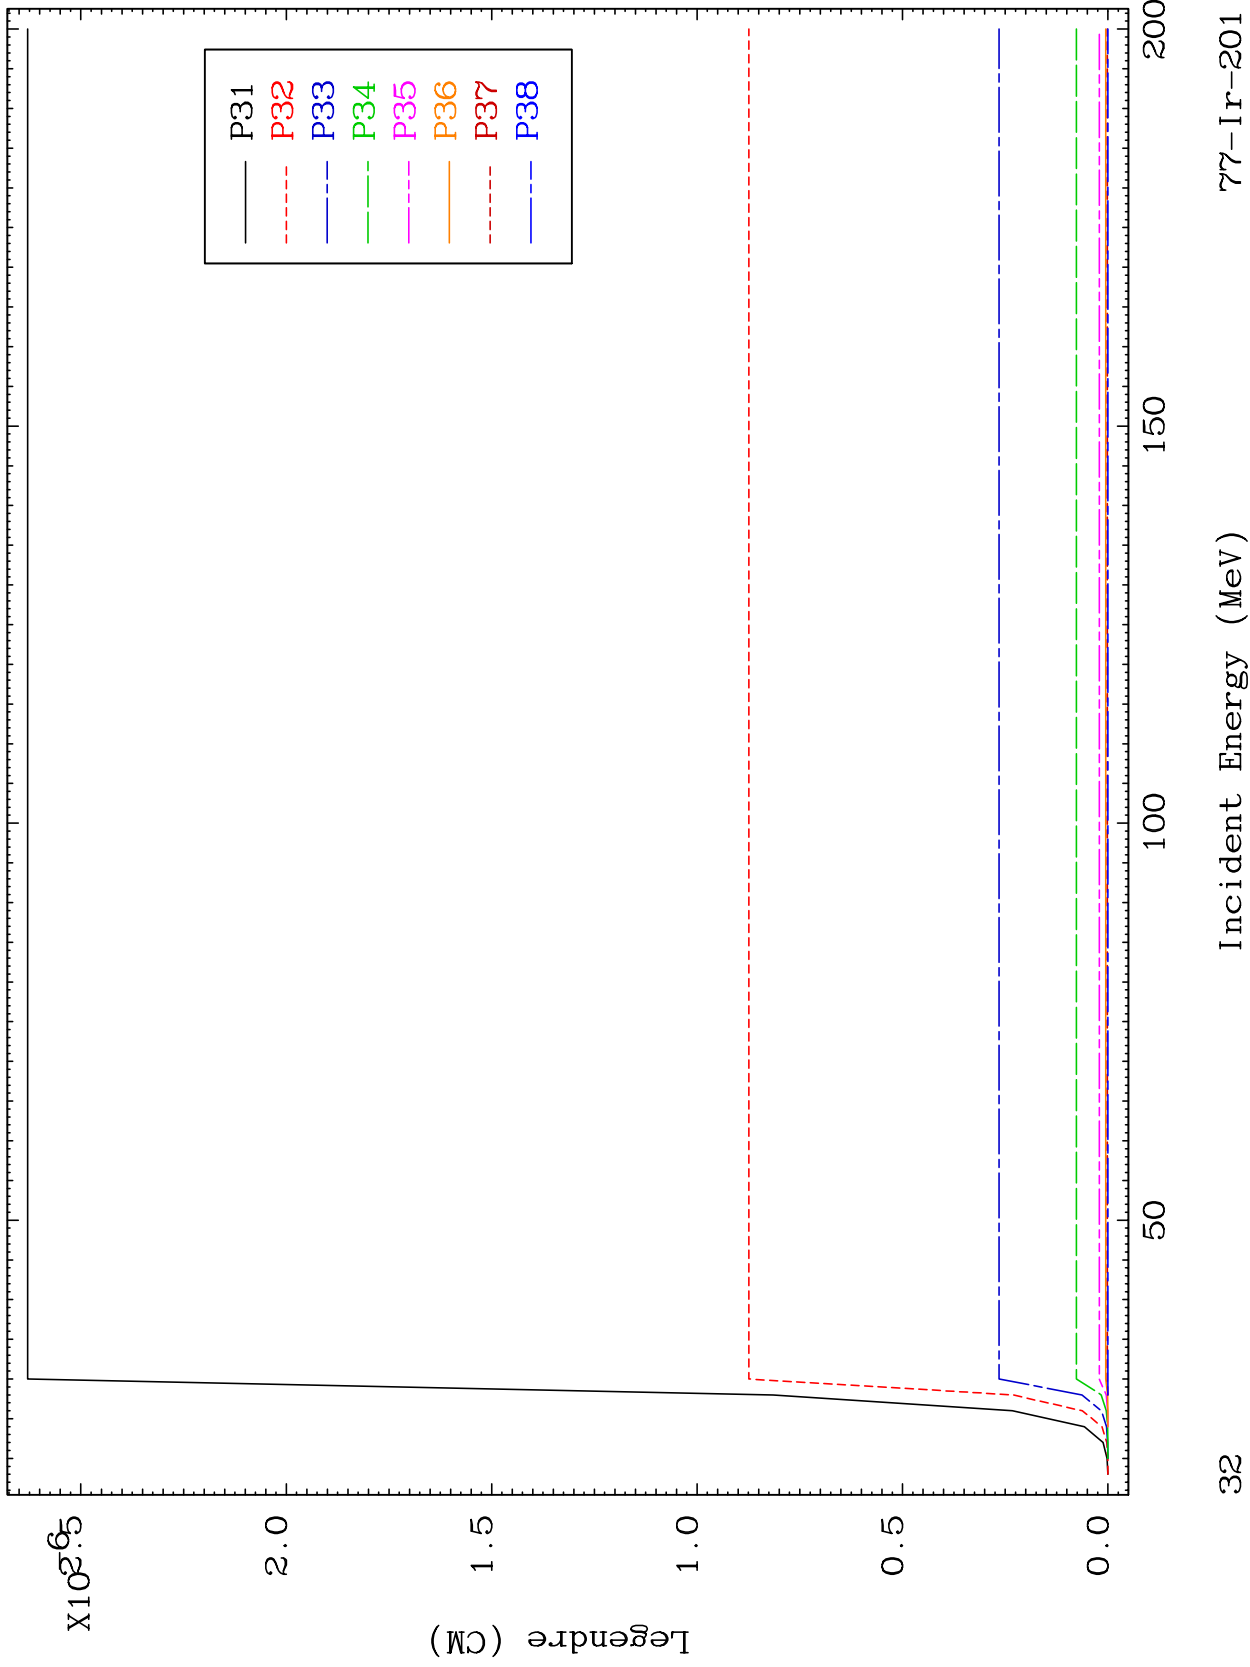 X10-6
2.5
2.0
1.5
1.0
0.5
0.0
Legendre (CM)
P31
P32
P33
P34
P35
P36
P37
P38
50
100
150
200
Incident Energy (MeV)
32
77-Ir-201